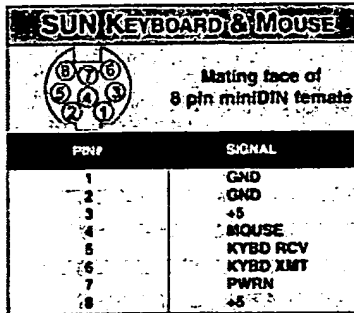 SUN KEYBOARD & MOUSE
8 7 6
5 4 3
2 1
Mating face of
8 pin miniDIN female
PIN# SIGNAL
1 GND
2 GND
3 +5
4 MOUSE
5 KYBD RCV
6 KYBD XMT
7 PWRN
8 +5